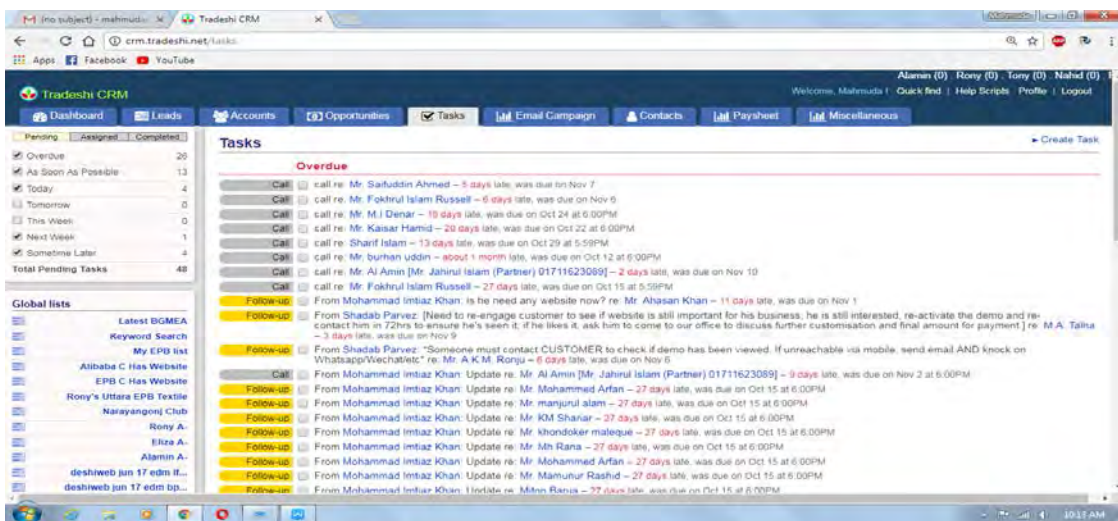 (no subject) - mahmuda
Tradeshi CRM
crm.tradeshi.net/tasks
Apps Facebook YouTube
Alamin (0) . Rony (0) . Tony (0) . Nahid (0)
Tradeshi CRM
Welcome, Mahmuda ! Quick find | Help Scripts Profile | Logout
Dashboard Leads Accounts Opportunities Tasks Email Campaign Contacts Paysheet Miscellaneous
Pending Assigned Completed
Overdue 26
As Soon As Possible 13
Today 4
Tomorrow 0
This Week 0
Next Week 1
Sometime Later 4
Total Pending Tasks 48
Global lists
Latest BGMEA
Keyword Search
My EPB list
Alibaba C Has Website
EPB C Has Website
Rony's Uttara EPB Textile
Narayangonj Club
Rony A-
Eliza A-
Alamin A-
deshiweb jun 17 edm if...
deshiweb jun 17 edm bp...
Tasks
► Create Task
Overdue
Call call re: Mr. Saifuddin Ahmed – 5 days late, was due on Nov 7
Call call re: Mr. Fokhrul Islam Russell – 6 days late, was due on Nov 6
Call call re: Mr. M.I Denar – 18 days late, was due on Oct 24 at 6:00PM
Call call re: Mr. Kaisar Hamid – 20 days late, was due on Oct 22 at 6:00PM
Call call re: Sharif Islam – 13 days late, was due on Oct 29 at 5:59PM
Call call re: Mr. burhan uddin – about 1 month late, was due on Oct 12 at 6:00PM
Call call re: Mr. Al Amin [Mr. Jahirul Islam (Partner) 01711623089] – 2 days late, was due on Nov 10
Call call re: Mr. Fokhrul Islam Russell – 27 days late, was due on Oct 15 at 5:59PM
Follow-up From Mohammad Imtiaz Khan: Is he need any website now? re: Mr. Ahasan Khan – 11 days late, was due on Nov 1
Follow-up From Shadab Parvez: [Need to re-engage customer to see if website is still important for his business; he is still interested, re-activate the demo and re-
contact him in 72hrs to ensure he's seen it; if he likes it, ask him to come to our office to discuss further customisation and final amount for payment] re: M.A. Talha
– 3 days late, was due on Nov 9
Follow-up From Shadab Parvez: "Someone must contact CUSTOMER to check if demo has been viewed. If unreachable via mobile, send email AND knock on
Whatsapp/Wechat/etc" re: Mr. A.K.M. Ronju – 6 days late, was due on Nov 6
Call From Mohammad Imtiaz Khan: Update re: Mr. Al Amin [Mr. Jahirul Islam (Partner) 01711623089] – 9 days late, was due on Nov 2 at 6:00PM
Follow-up From Mohammad Imtiaz Khan: Update re: Mr. Mohammed Arfan – 27 days late, was due on Oct 15 at 6:00PM
Follow-up From Mohammad Imtiaz Khan: Update re: Mr. manjurul alam – 27 days late, was due on Oct 15 at 6:00PM
Follow-up From Mohammad Imtiaz Khan: Update re: Mr. KM Shariar – 27 days late, was due on Oct 15 at 6:00PM
Follow-up From Mohammad Imtiaz Khan: Update re: Mr. khondoker maleque – 27 days late, was due on Oct 15 at 6:00PM
Follow-up From Mohammad Imtiaz Khan: Update re: Mr. Mh Rana – 27 days late, was due on Oct 15 at 6:00PM
Follow-up From Mohammad Imtiaz Khan: Update re: Mr. Mohammed Arfan – 27 days late, was due on Oct 15 at 6:00PM
Follow-up From Mohammad Imtiaz Khan: Update re: Mr. Mamunur Rashid – 27 days late, was due on Oct 15 at 6:00PM
Follow-up From Mohammad Imtiaz Khan: Update re: Miton Barua – 27 days late, was due on Oct 15 at 6:00PM
10:13 AM